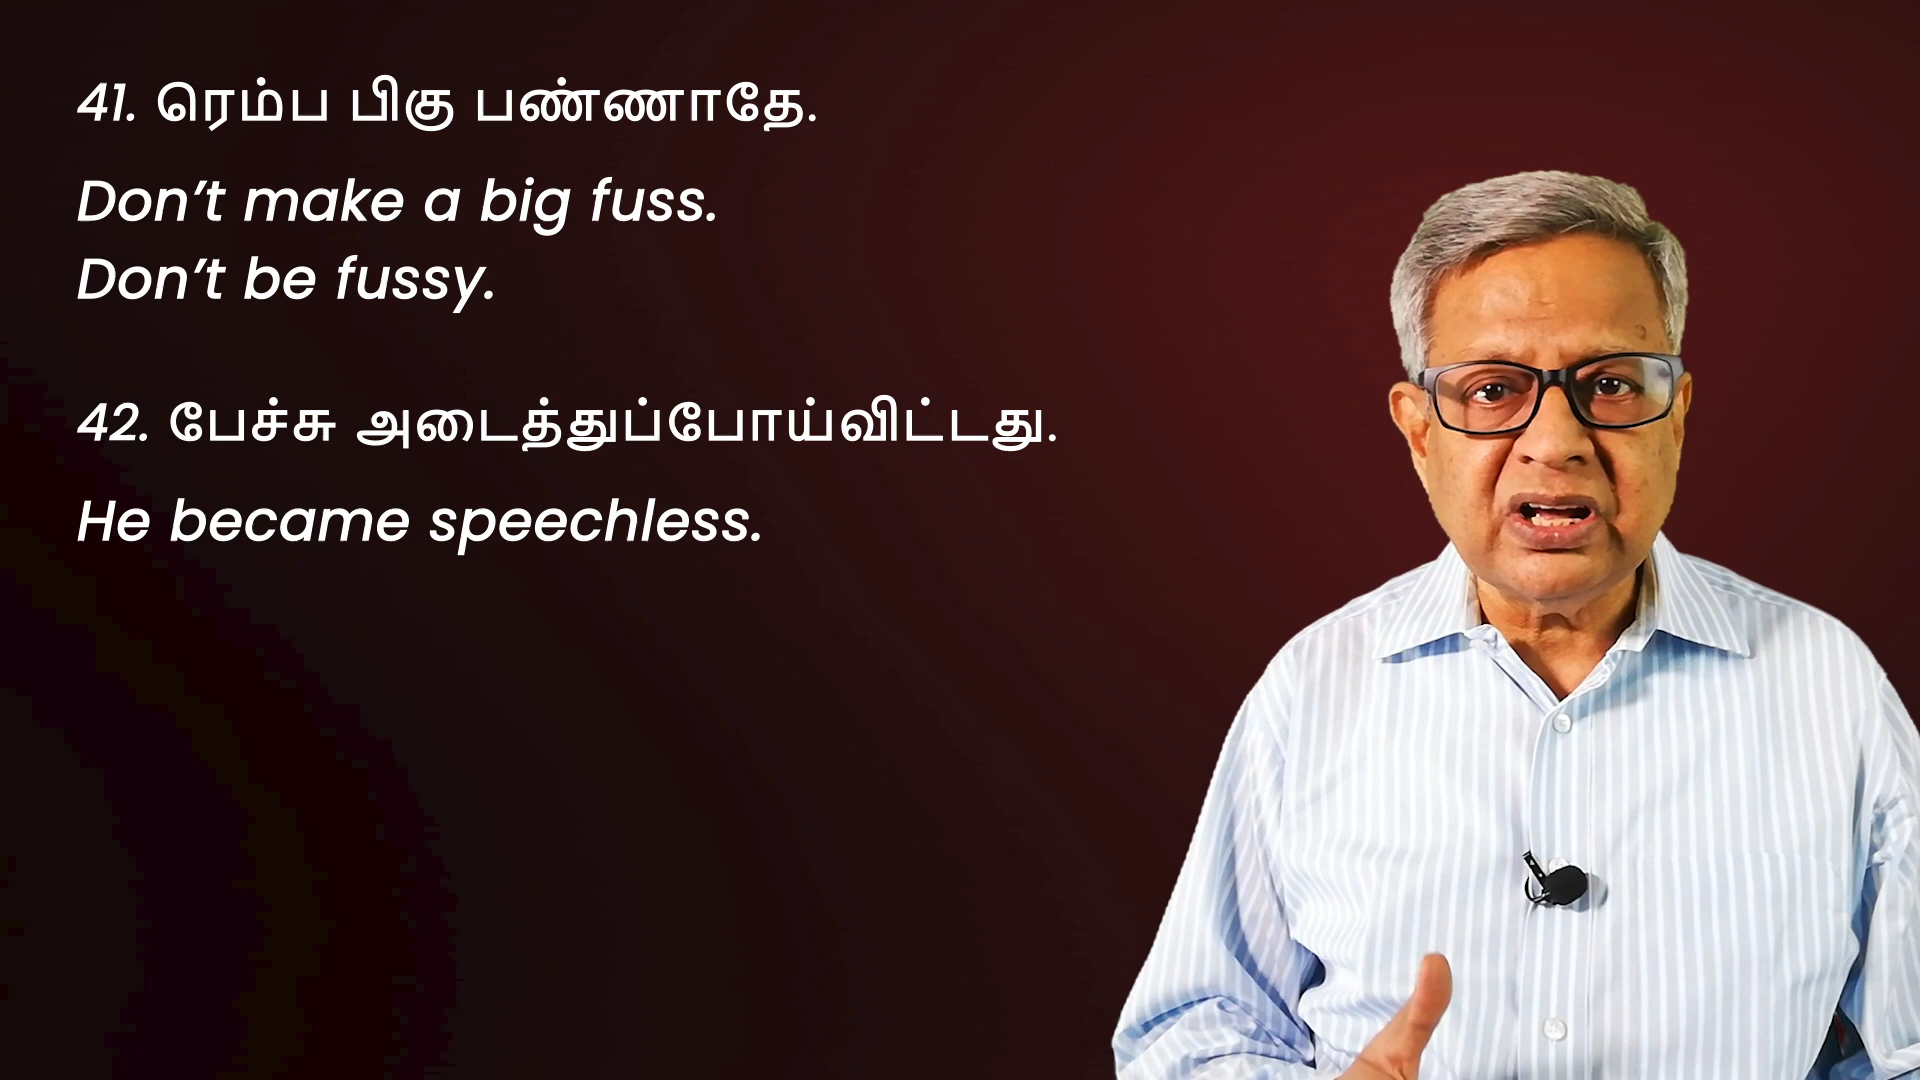 41. ரெம்ப பிகு பண்ணாதே.
Don’t make a big fuss.
Don’t be fussy.
42. பேச்சு அடைத்துப்போய்விட்டது.
He became speechless.